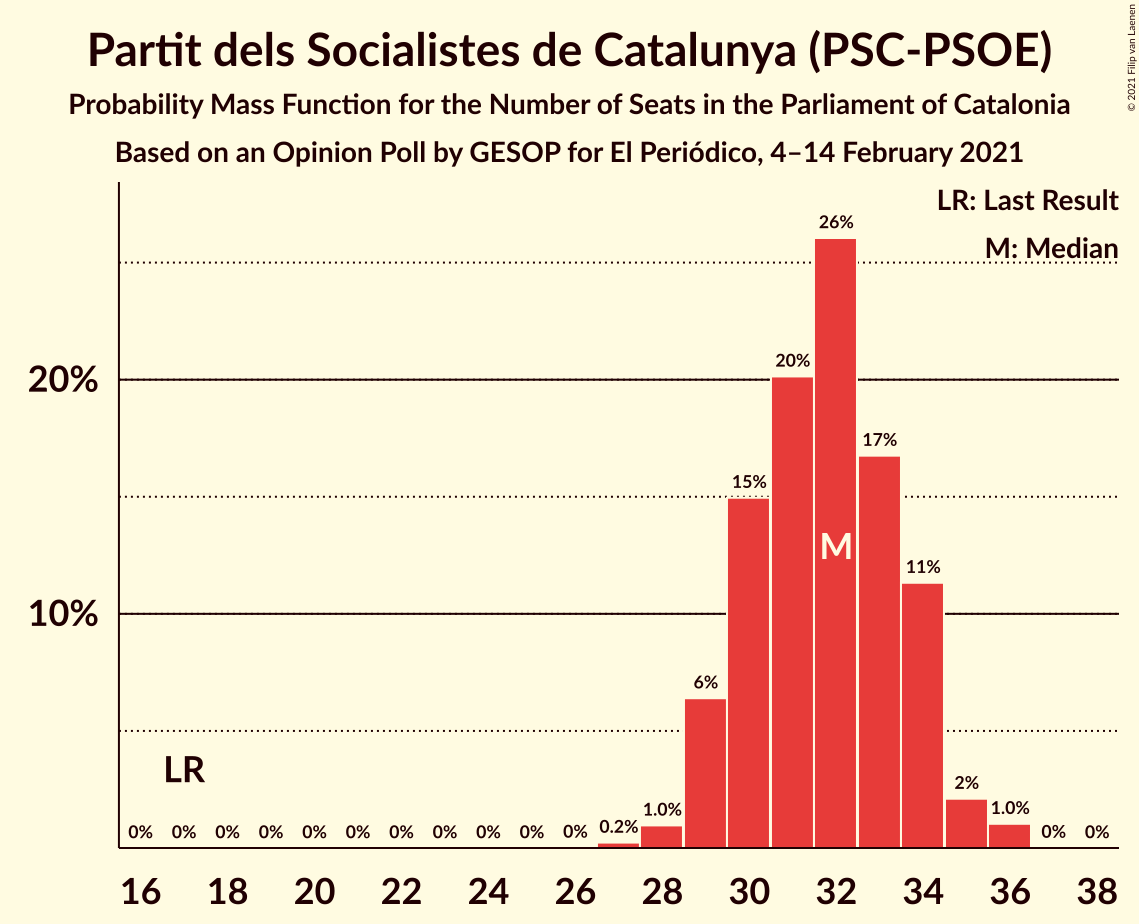 Partit dels Socialistes de Catalunya (PSC-PSOE)
Probability Mass Function for the Number of Seats in the Parliament of Catalonia
Based on an Opinion Poll by GESOP for El Periódico, 4–14 February 2021
© 2021 Filip van Laenen
LR: Last Result
M: Median
26%
20%
20%
17%
15%
M
11%
10%
6%
LR
0% 0% 0% 0% 0% 0% 0% 0% 0% 0% 0% 0.2% 1.0% 2% 1.0% 0% 0%
16 18 20 22 24 26 28 30 32 34 36 38